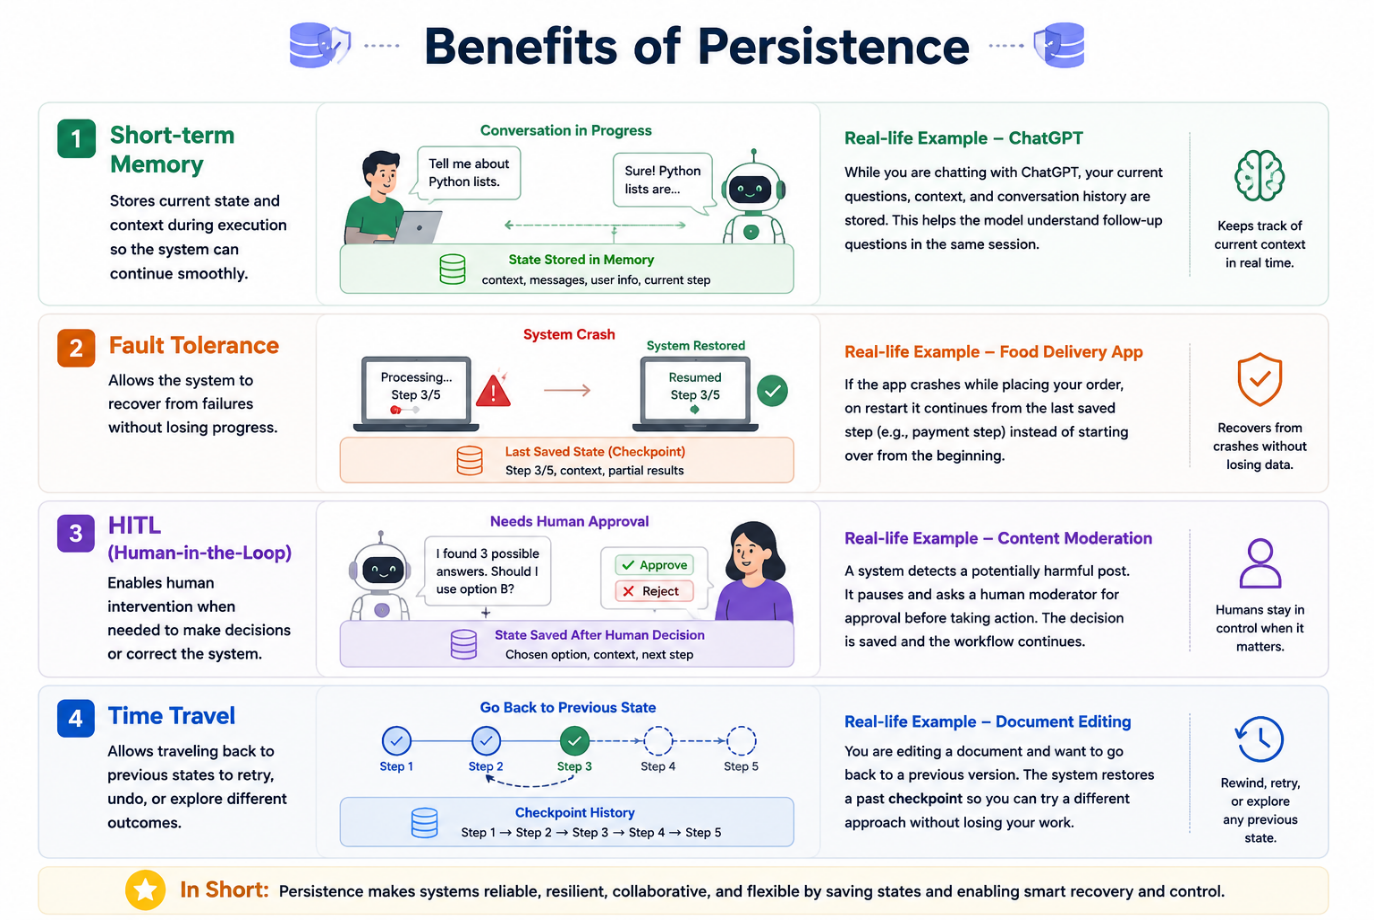 Benefits of Persistence
1
Short-term
Memory
Stores current state and
context during execution
so the system can
continue smoothly.
Conversation in Progress
Tell me about
Python lists.
Sure! Python
lists are...
State Stored in Memory
context, messages, user info, current step
Real-life Example – ChatGPT
While you are chatting with ChatGPT, your current
questions, context, and conversation history are
stored. This helps the model understand follow-up
questions in the same session.
Keeps track of
current context
in real time.
2
Fault Tolerance
Allows the system to
recover from failures
without losing progress.
System Crash
System Restored
Processing...
Step 3/5
Resumed
Step 3/5
Last Saved State (Checkpoint)
Step 3/5, context, partial results
Real-life Example – Food Delivery App
If the app crashes while placing your order,
on restart it continues from the last saved
step (e.g., payment step) instead of starting
over from the beginning.
Recovers from
crashes without
losing data.
3
HITL
(Human-in-the-Loop)
Enables human
intervention when
needed to make decisions
or correct the system.
Needs Human Approval
I found 3 possible
answers. Should I
use option B?
Approve
Reject
State Saved After Human Decision
Chosen option, context, next step
Real-life Example – Content Moderation
A system detects a potentially harmful post.
It pauses and asks a human moderator for
approval before taking action. The decision
is saved and the workflow continues.
Humans stay in
control when it
matters.
4
Time Travel
Allows traveling back to
previous states to retry,
undo, or explore different
outcomes.
Go Back to Previous State
Step 1 Step 2 Step 3 Step 4 Step 5
Checkpoint History
Step 1 → Step 2 → Step 3 → Step 4 → Step 5
Real-life Example – Document Editing
You are editing a document and want to go
back to a previous version. The system restores
a past checkpoint so you can try a different
approach without losing your work.
Rewind, retry,
or explore
any previous
state.
In Short: Persistence makes systems reliable, resilient, collaborative, and flexible by saving states and enabling smart recovery and control.